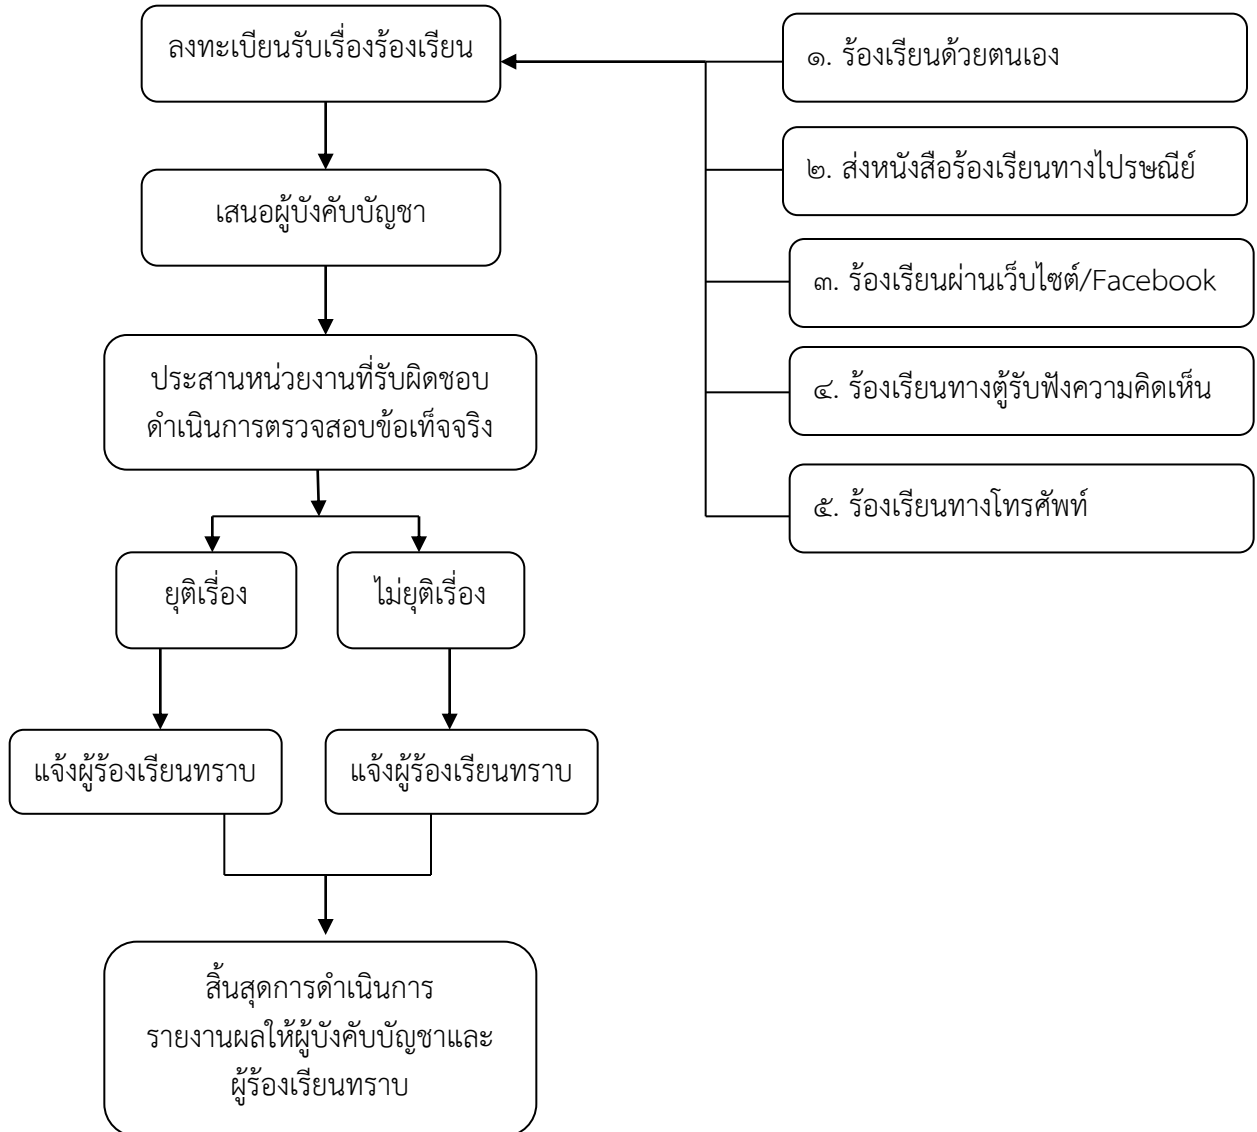 ลงทะเบียนรับเรื่องร้องเรียน
๑. ร้องเรียนด้วยตนเอง
๒. ส่งหนังสือร้องเรียนทางไปรษณีย์
๓. ร้องเรียนผ่านเว็บไซต์/Facebook
๔. ร้องเรียนทางตู้รับฟังความคิดเห็น
๕. ร้องเรียนทางโทรศัพท์
เสนอผู้บังคับบัญชา
ประสานหน่วยงานที่รับผิดชอบ
ดำเนินการตรวจสอบข้อเท็จจริง
ยุติเรื่อง
ไม่ยุติเรื่อง
แจ้งผู้ร้องเรียนทราบ
แจ้งผู้ร้องเรียนทราบ
สิ้นสุดการดำเนินการ
รายงานผลให้ผู้บังคับบัญชาและ
ผู้ร้องเรียนทราบ